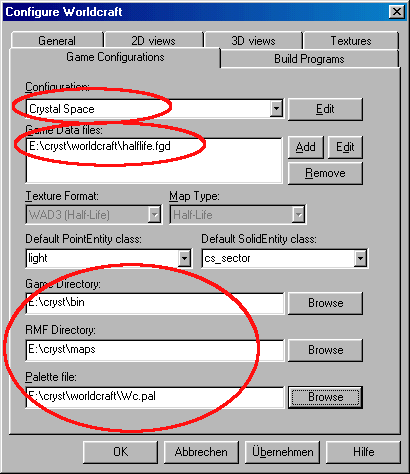 Configure Worldcraft
General 2D views 3D views Textures
Game Configurations Build Programs
Configuration:
Crystal Space Edit
Game Data files:
E:\cryst\worldcraft\halflife.fgd Add Edit
Remove
Texture Format: Map Type:
WAD3 (Half-Life) Half-Life
Default PointEntity class: Default SolidEntity class:
light cs_sector
Game Directory:
E:\cryst\bin Browse
RMF Directory:
E:\cryst\maps Browse
Palette file:
E:\cryst\worldcraft\Wc.pal Browse
OK Abbrechen Übernehmen Hilfe